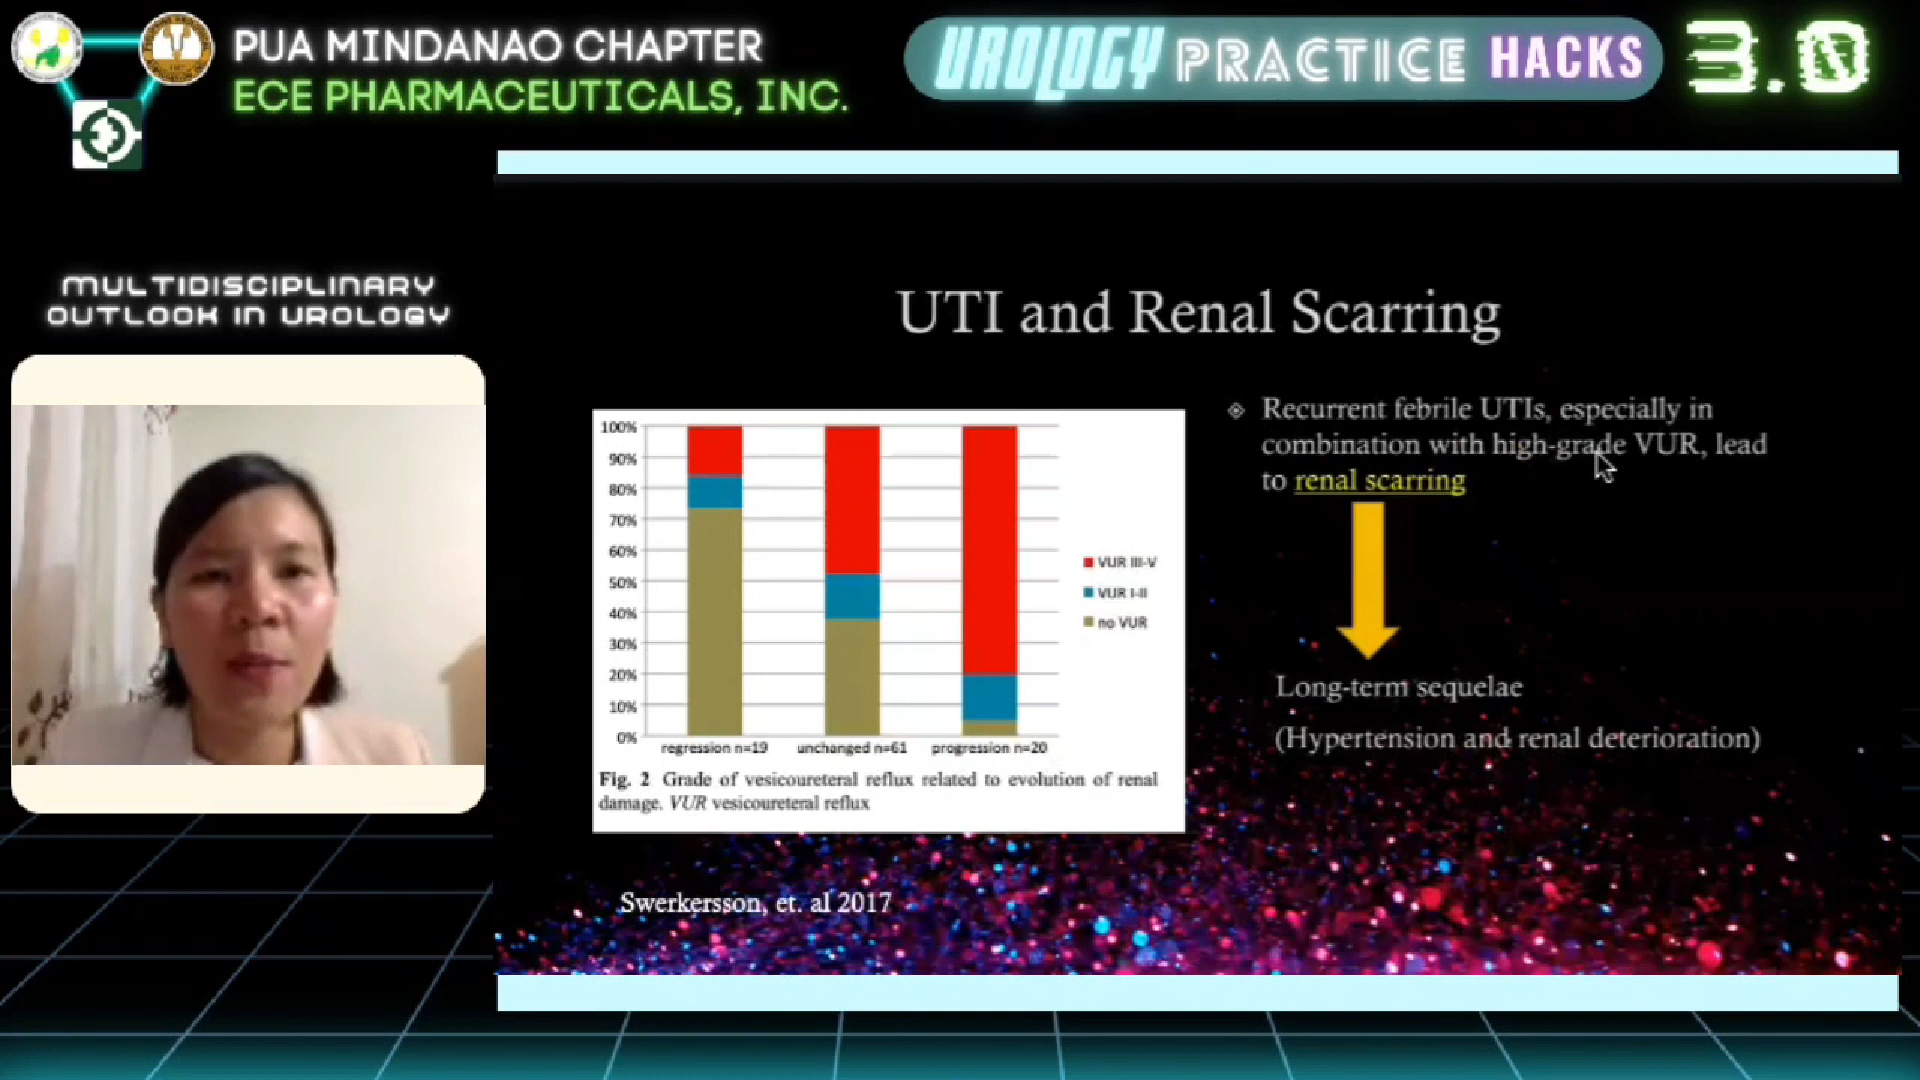 PUA MINDANAO CHAPTER
ECE PHARMACEUTICALS, INC.
UROLOGY PRACTICE HACKS 3.0
MULTIDISCIPLINARY
OUTLOOK IN UROLOGY
UTI and Renal Scarring
Recurrent febrile UTIs, especially in
combination with high-grade VUR, lead
to renal scarring
Long-term sequelae
(Hypertension and renal deterioration)
100%
90%
80%
70%
60%
50%
40%
30%
20%
10%
0%
regression n=19 unchanged n=61 progression n=20
VUR III-V
VUR I-II
no VUR
Fig. 2 Grade of vesicoureteral reflux related to evolution of renal
damage. VUR vesicoureteral reflux
Swerkersson, et. al 2017